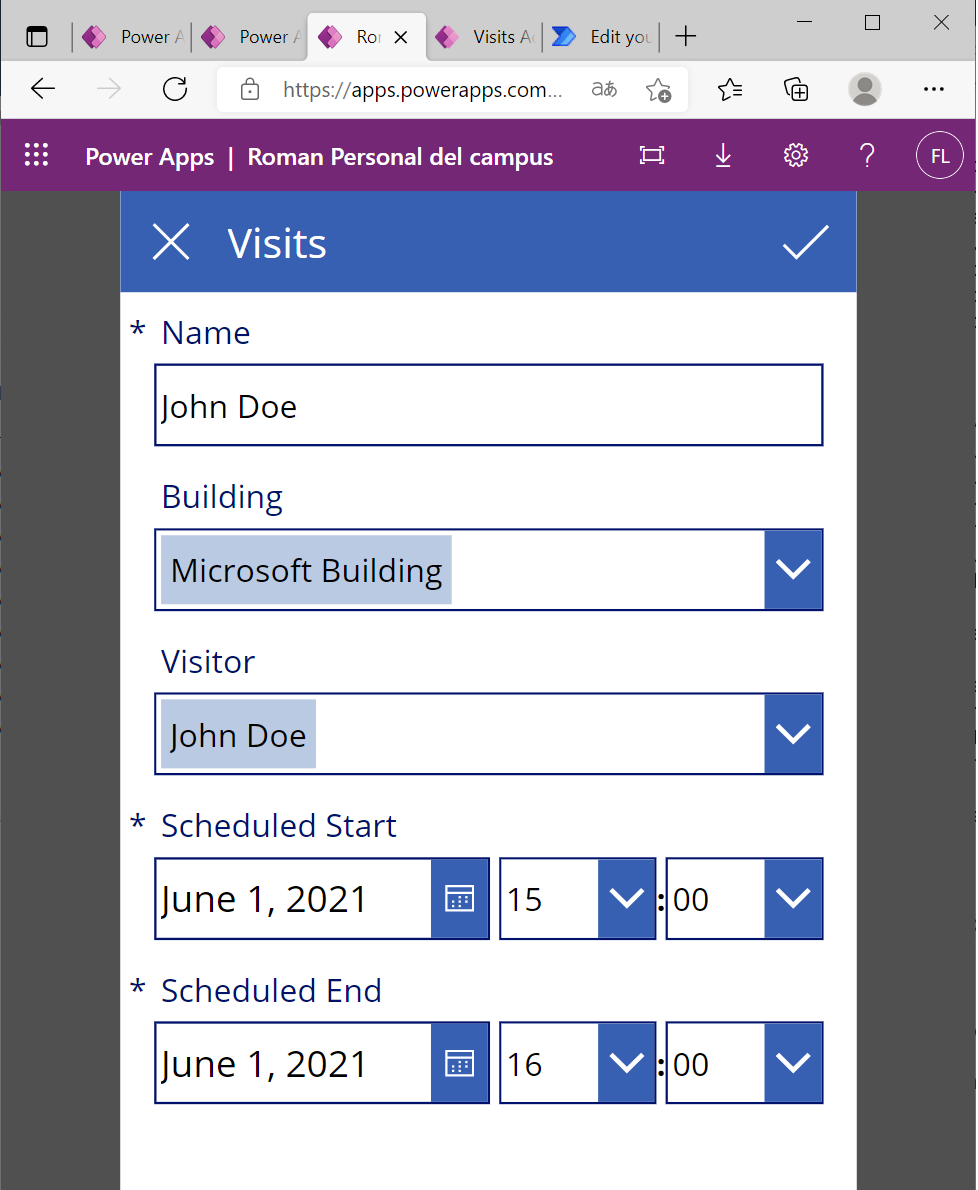 Power A Power A Ror Visits A Edit you
https://apps.powerapps.com... aあ
Power Apps | Roman Personal del campus ? FL
Visits
* Name
John Doe
Building
Microsoft Building
Visitor
John Doe
* Scheduled Start
June 1, 2021 15 : 00
* Scheduled End
June 1, 2021 16 : 00